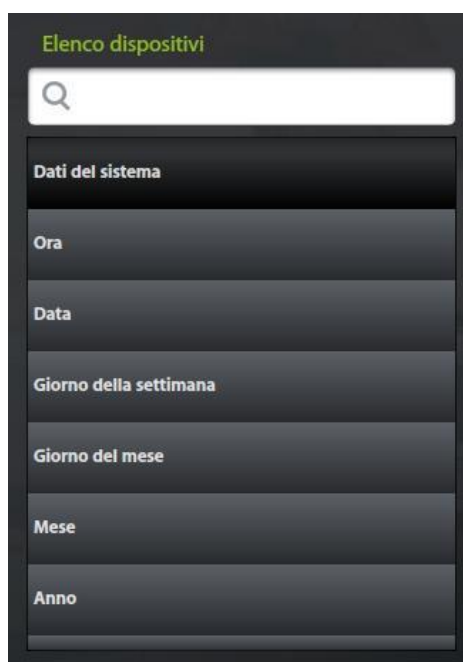 Elenco dispositivi
Dati del sistema
Ora
Data
Giorno della settimana
Giorno del mese
Mese
Anno